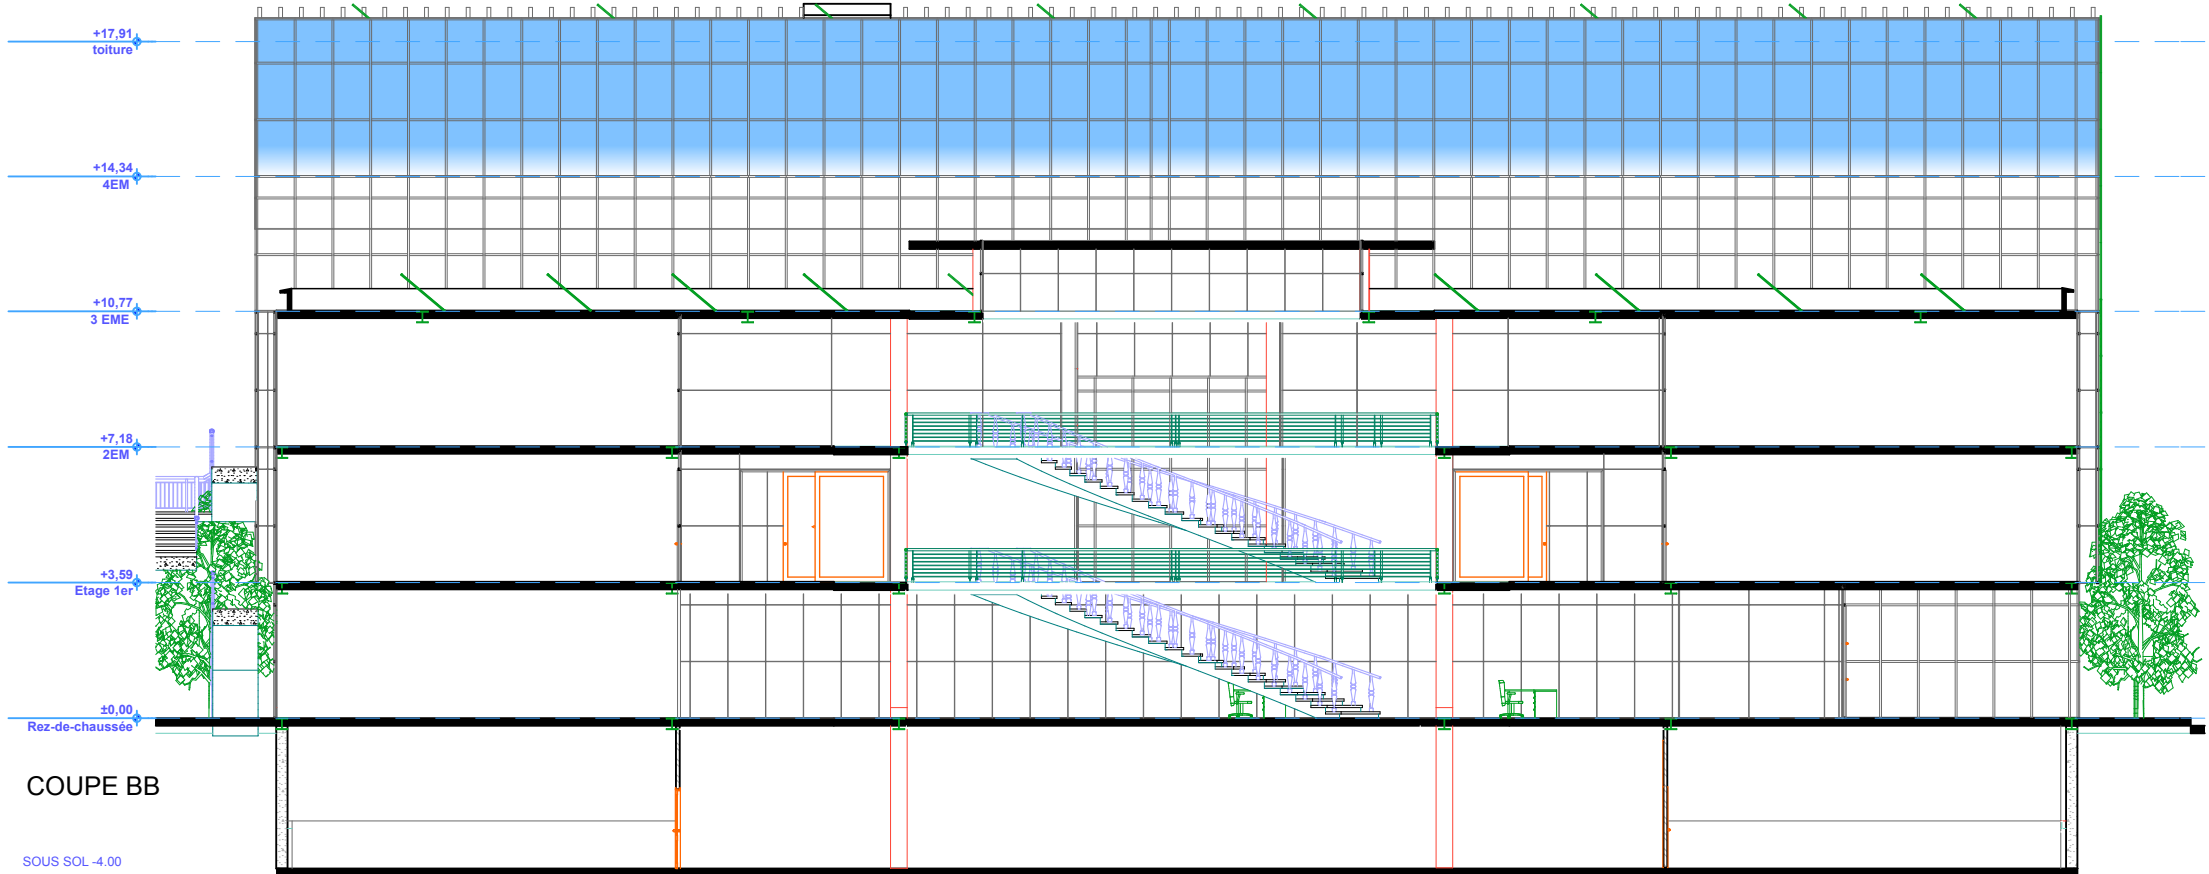 +17,91
toiture
+14,34
4EM
+10,77
3 EME
+7,18
2EM
+3,59
Etage 1er
±0,00
Rez-de-chaussée
COUPE BB
SOUS SOL -4.00